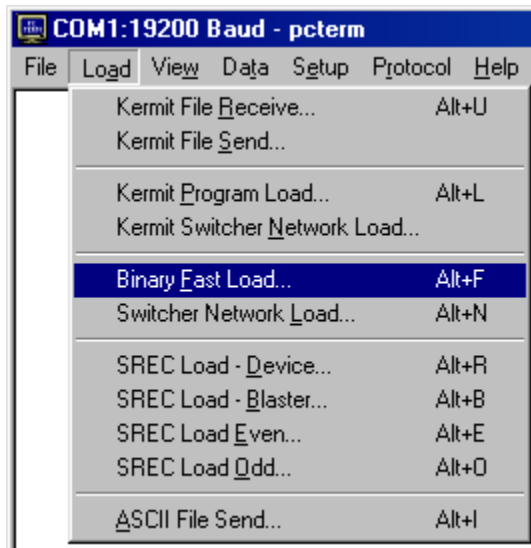 COM1:19200 Baud - pcterm
File Load View Data Setup Protocol Help
Kermit File Receive... Alt+U
Kermit File Send...
Kermit Program Load... Alt+L
Kermit Switcher Network Load...
Binary Fast Load... Alt+F
Switcher Network Load... Alt+N
SREC Load - Device... Alt+R
SREC Load - Blaster... Alt+B
SREC Load Even... Alt+E
SREC Load Odd... Alt+O
ASCII File Send... Alt+I